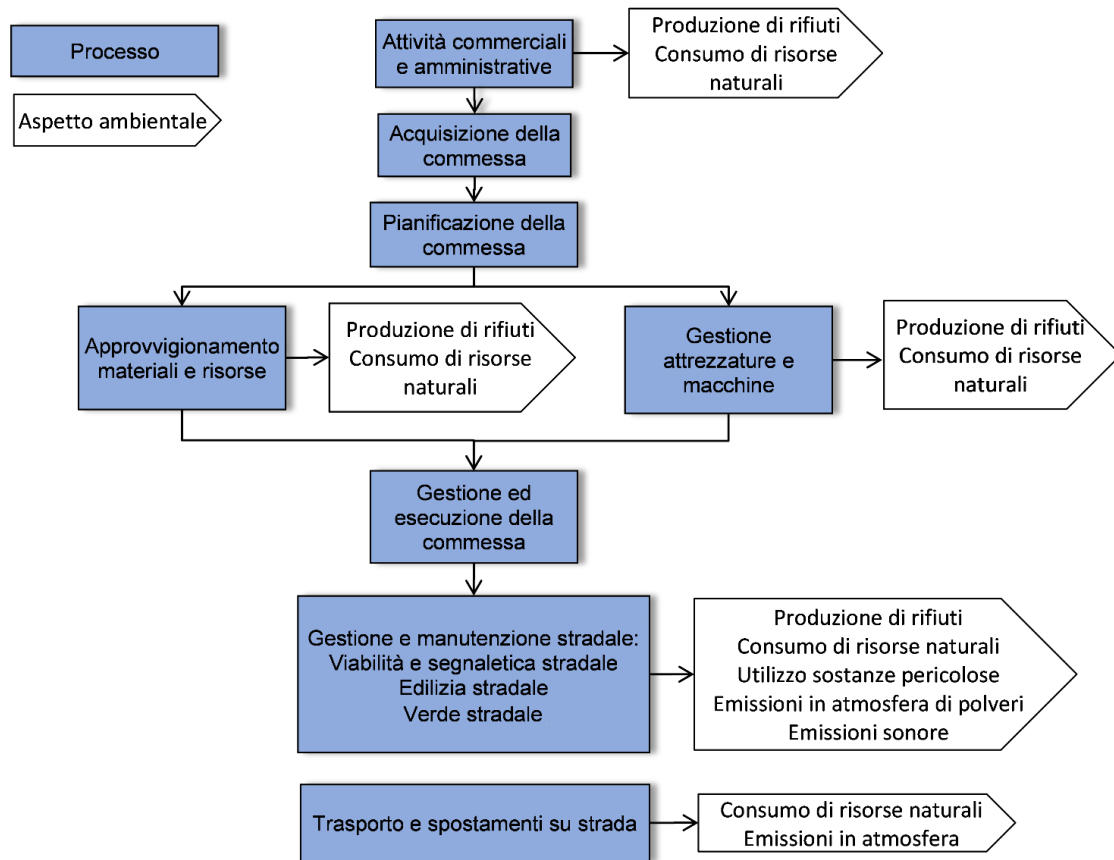 Processo
Aspetto ambientale
Attività commerciali
e amministrative
Produzione di rifiuti
Consumo di risorse
naturali
Acquisizione della
commessa
Pianificazione della
commessa
Approvvigionamento
materiali e risorse
Produzione di rifiuti
Consumo di risorse
naturali
Gestione
attrezzature e
macchine
Produzione di rifiuti
Consumo di risorse
naturali
Gestione ed
esecuzione della
commessa
Gestione e manutenzione stradale:
Viabilità e segnaletica stradale
Edilizia stradale
Verde stradale
Produzione di rifiuti
Consumo di risorse naturali
Utilizzo sostanze pericolose
Emissioni in atmosfera di polveri
Emissioni sonore
Trasporto e spostamenti su strada
Consumo di risorse naturali
Emissioni in atmosfera